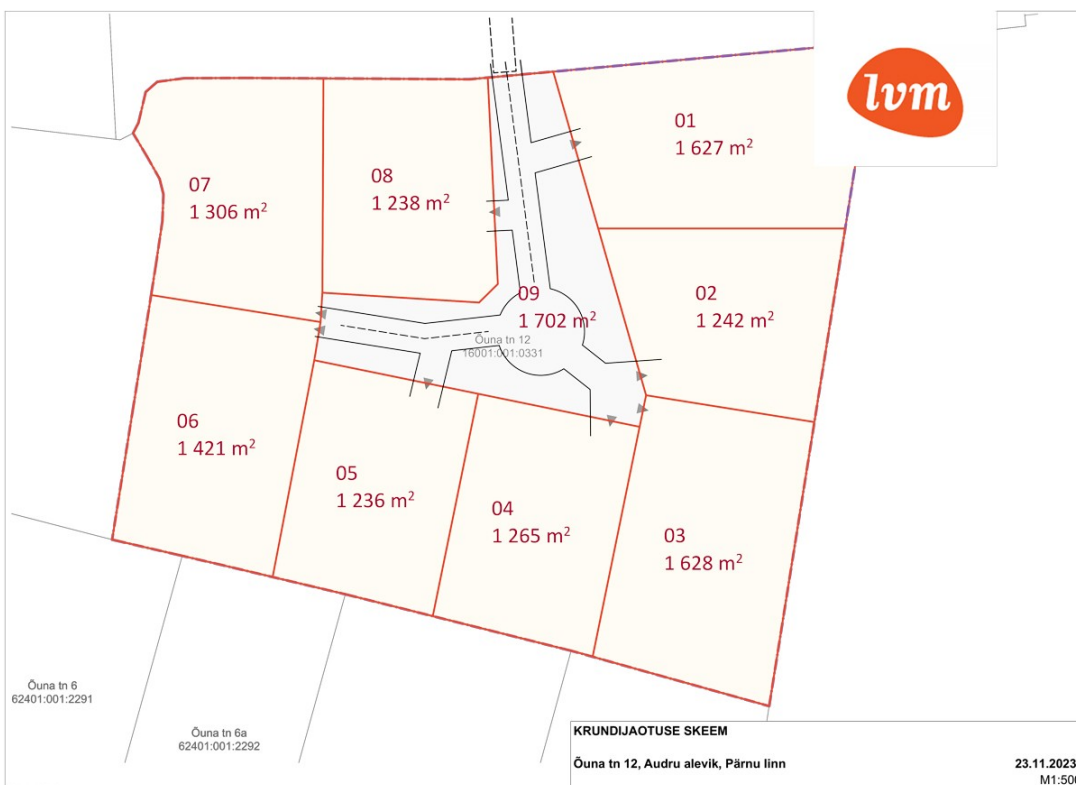 lvm
01
1 627 m²
07
1 306 m²
08
1 238 m²
02
1 242 m²
09
1 702 m²
Õuna tn 12
16001:001:0331
06
1 421 m²
05
1 236 m²
04
1 265 m²
03
1 628 m²
Õuna tn 6
62401:001:2291
Õuna tn 6a
62401:001:2292
KRUNDIJAOTUSE SKEEM
Õuna tn 12, Audru alevik, Pärnu linn 23.11.2023
M1:500